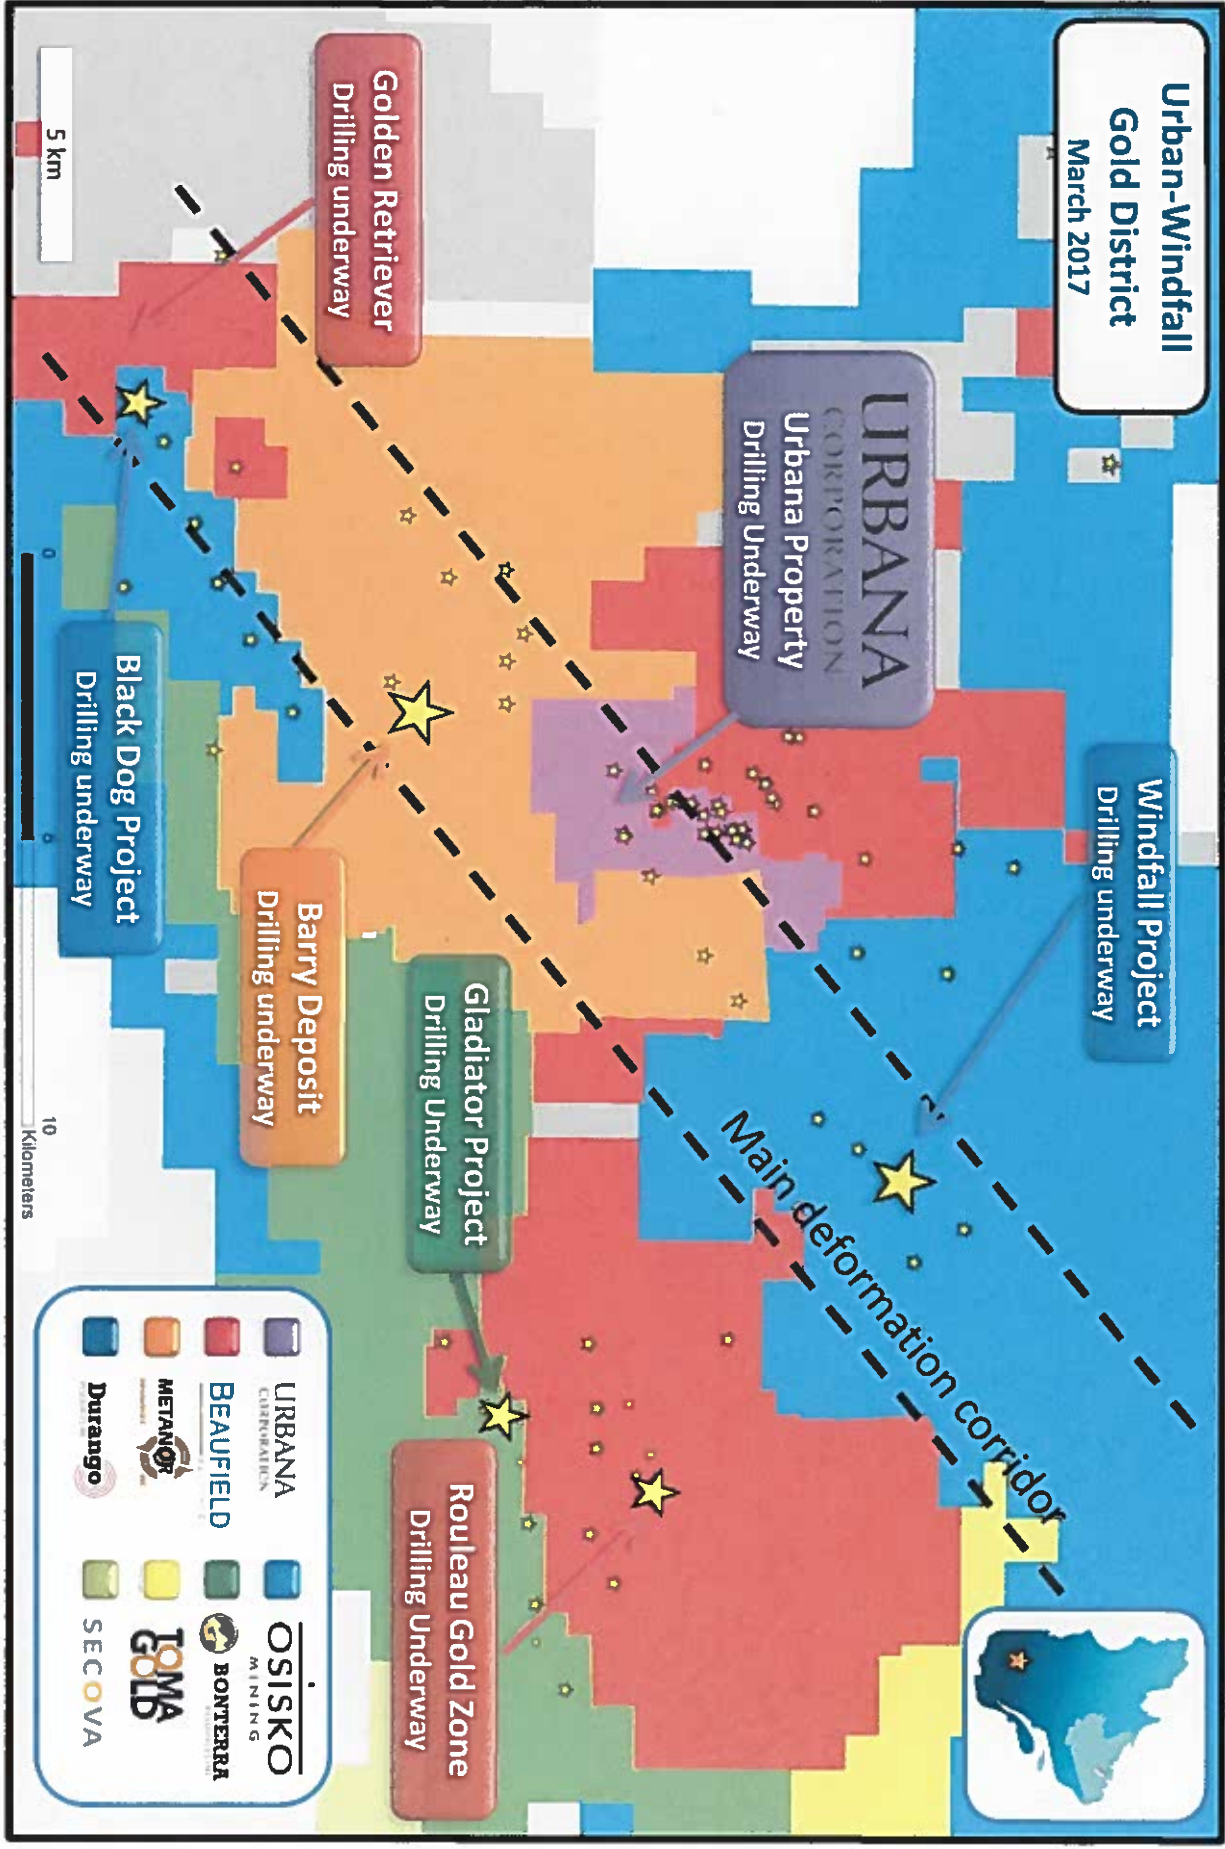 Urban-Windfall
Gold District
March 2017
Windfall Project
Drilling underway
URBANA
CORPORATION
Urbana Property
Drilling Underway
Golden Retriever
Drilling underway
Main deformation corridor
Gladiator Project
Drilling Underway
Rouleau Gold Zone
Drilling Underway
Barry Deposit
Drilling underway
Black Dog Project
Drilling underway
5 km
0
10
Kilometers
URBANA
CORPORATION
OSISKO
MINING
BEAUFIELD
BONTERRA
METANOR
TOMA
GOLD
Durango
SECOVA